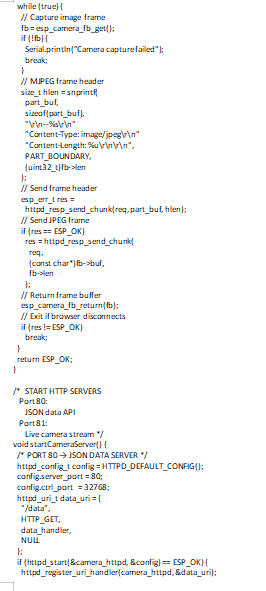 while (true){
// Capture image frame
fb = esp_camera_fb_get();
if (!fb){
Serial.println("Camera capture failed");
break;
}
// MJPEG frame header
size_t hlen = snprintf(
part_buf,
sizeof(part_buf),
"\r\n--%s\r\n"
"Content-Type: image/jpeg\r\n"
"Content-Length: %u\r\n\r\n",
PART_BOUNDARY,
(uint32_t)fb->len
);
// Send frame header
esp_err_t res =
httpd_resp_send_chunk(req, part_buf, hlen);
// Send JPEG frame
if (res == ESP_OK)
res = httpd_resp_send_chunk(
req,
(const char*)fb->buf,
fb->len
);
// Return frame buffer
esp_camera_fb_return(fb);
// Exit if browser disconnects
if (res != ESP_OK)
break;
}
return ESP_OK;
}
/* START HTTP SERVERS
Port 80:
JSON data API
Port 81:
Live camera stream */
void startCameraServer() {
/* PORT 80 → JSON DATA SERVER */
httpd_config_t config = HTTPD_DEFAULT_CONFIG();
config.server_port = 80;
config.ctrl_port = 32768;
httpd_uri_t data_uri = {
"/data",
HTTP_GET,
data_handler,
NULL
};
if (httpd_start(&camera_httpd, &config) == ESP_OK) {
httpd_register_uri_handler(camera_httpd, &data_uri);